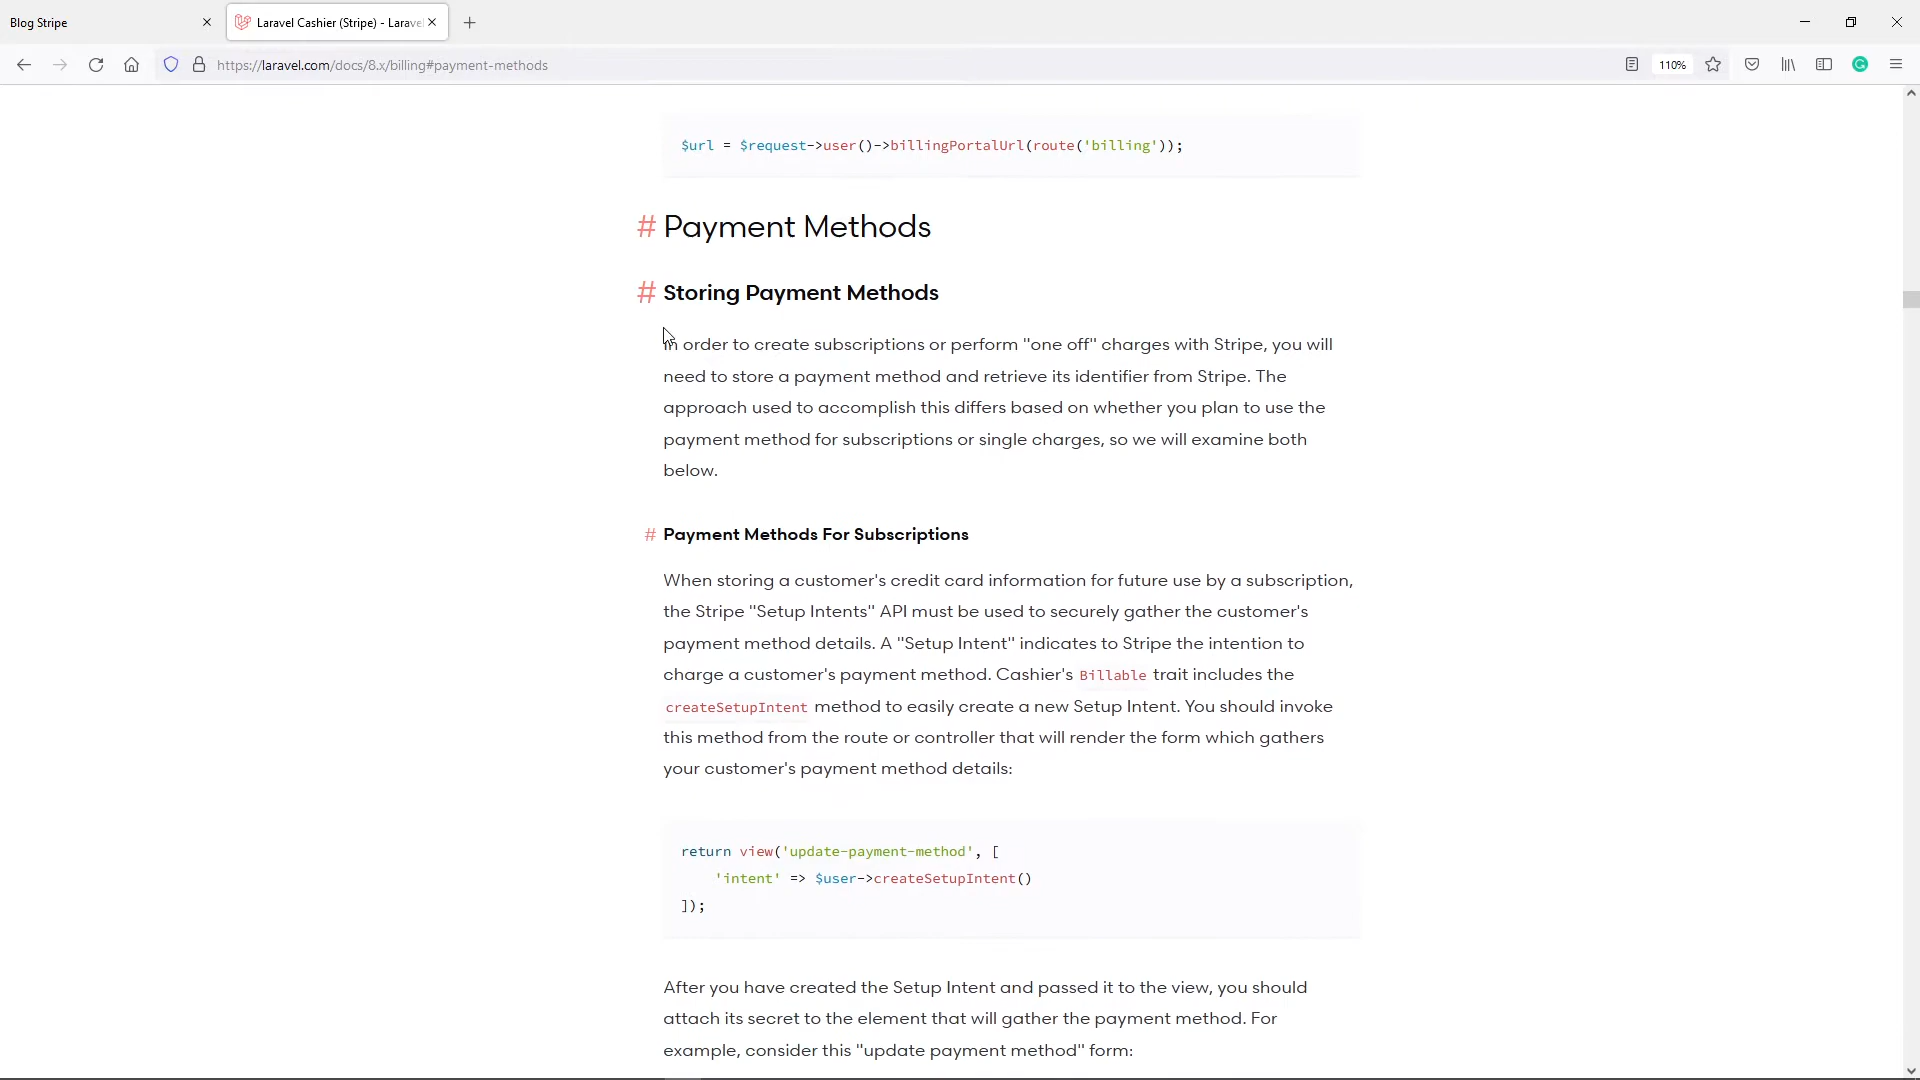 Blog Stripe
Laravel Cashier (Stripe) - Larave
https://laravel.com/docs/8.x/billing#payment-methods
110%
$url = $request->user()->billingPortalUrl(route('billing'));
# Payment Methods
# Storing Payment Methods
In order to create subscriptions or perform "one off" charges with Stripe, you will
need to store a payment method and retrieve its identifier from Stripe. The
approach used to accomplish this differs based on whether you plan to use the
payment method for subscriptions or single charges, so we will examine both
below.
# Payment Methods For Subscriptions
When storing a customer's credit card information for future use by a subscription,
the Stripe "Setup Intents" API must be used to securely gather the customer's
payment method details. A "Setup Intent" indicates to Stripe the intention to
charge a customer's payment method. Cashier's Billable trait includes the
createSetupIntent method to easily create a new Setup Intent. You should invoke
this method from the route or controller that will render the form which gathers
your customer's payment method details:
return view('update-payment-method', [
'intent' => $user->createSetupIntent()
]);
After you have created the Setup Intent and passed it to the view, you should
attach its secret to the element that will gather the payment method. For
example, consider this "update payment method" form: